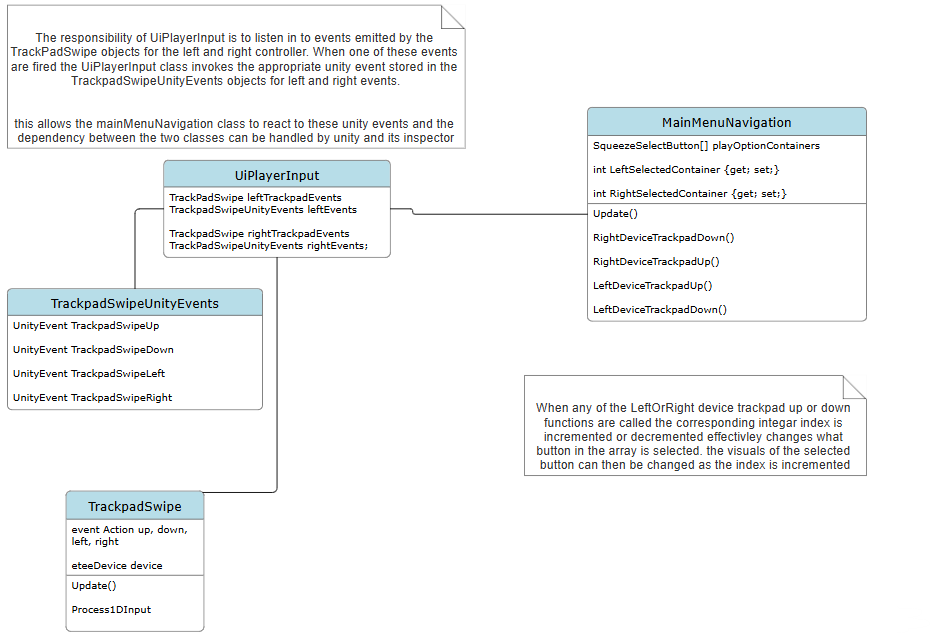 The responsibility of UiPlayerInput is to listen in to events emitted by the
TrackPadSwipe objects for the left and right controller. When one of these events
are fired the UiPlayerInput class invokes the appropriate unity event stored in the
TrackpadSwipeUnityEvents objects for left and right events.
this allows the mainMenuNavigation class to react to these unity events and the
dependency between the two classes can be handled by unity and its inspector
MainMenuNavigation
SqueezeSelectButton[] playOptionContainers
int LeftSelectedContainer {get; set;}
int RightSelectedContainer {get; set;}
Update()
RightDeviceTrackpadDown()
RightDeviceTrackpadUp()
LeftDeviceTrackpadUp()
LeftDeviceTrackpadDown()
UiPlayerInput
TrackPadSwipe leftTrackpadEvents
TrackpadSwipeUnityEvents leftEvents
TrackpadSwipe rightTrackpadEvents
TrackPadSwipeUnityEvents rightEvents;
TrackpadSwipeUnityEvents
UnityEvent TrackpadSwipeUp
UnityEvent TrackpadSwipeDown
UnityEvent TrackpadSwipeLeft
UnityEvent TrackpadSwipeRight
When any of the LeftOrRight device trackpad up or down
functions are called the corresponding integar index is
incremented or decremented effectivley changes what
button in the array is selected. the visuals of the selected
button can then be changed as the index is incremented
TrackpadSwipe
event Action up, down,
left, right
eteeDevice device
Update()
Process1DInput